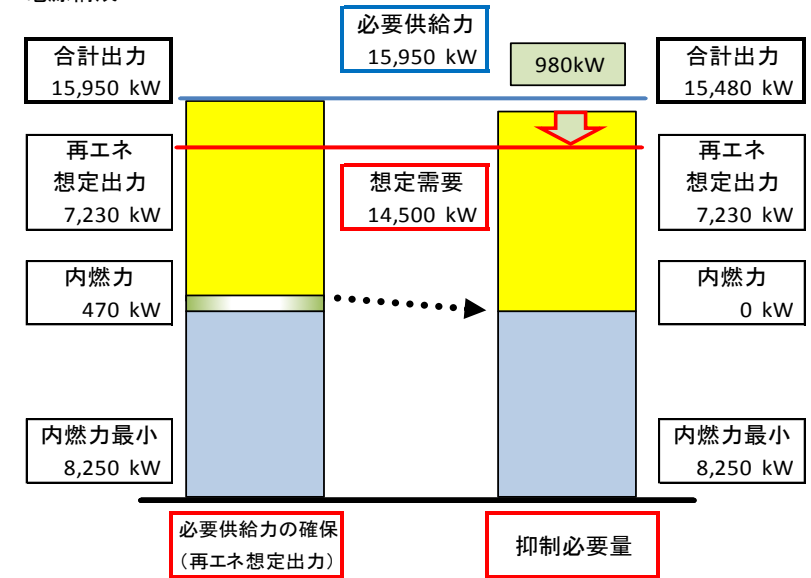 必要供給力
15,950 kW
合計出力
15,950 kW
980kW
合計出力
15,480 kW
再エネ
想定出力
7,230 kW
想定需要
14,500 kW
再エネ
想定出力
7,230 kW
内燃力
470 kW
内燃力
0 kW
内燃力最小
8,250 kW
内燃力最小
8,250 kW
必要供給力の確保
（再エネ想定出力）
抑制必要量